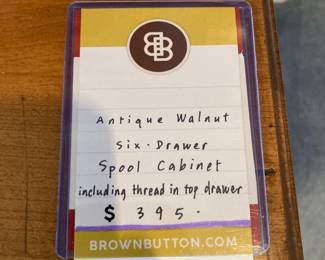 BB
Antique Walnut
Six-Drawer
Spool Cabinet
including thread in top drawer
$395.
BROWNBUTTON.COM